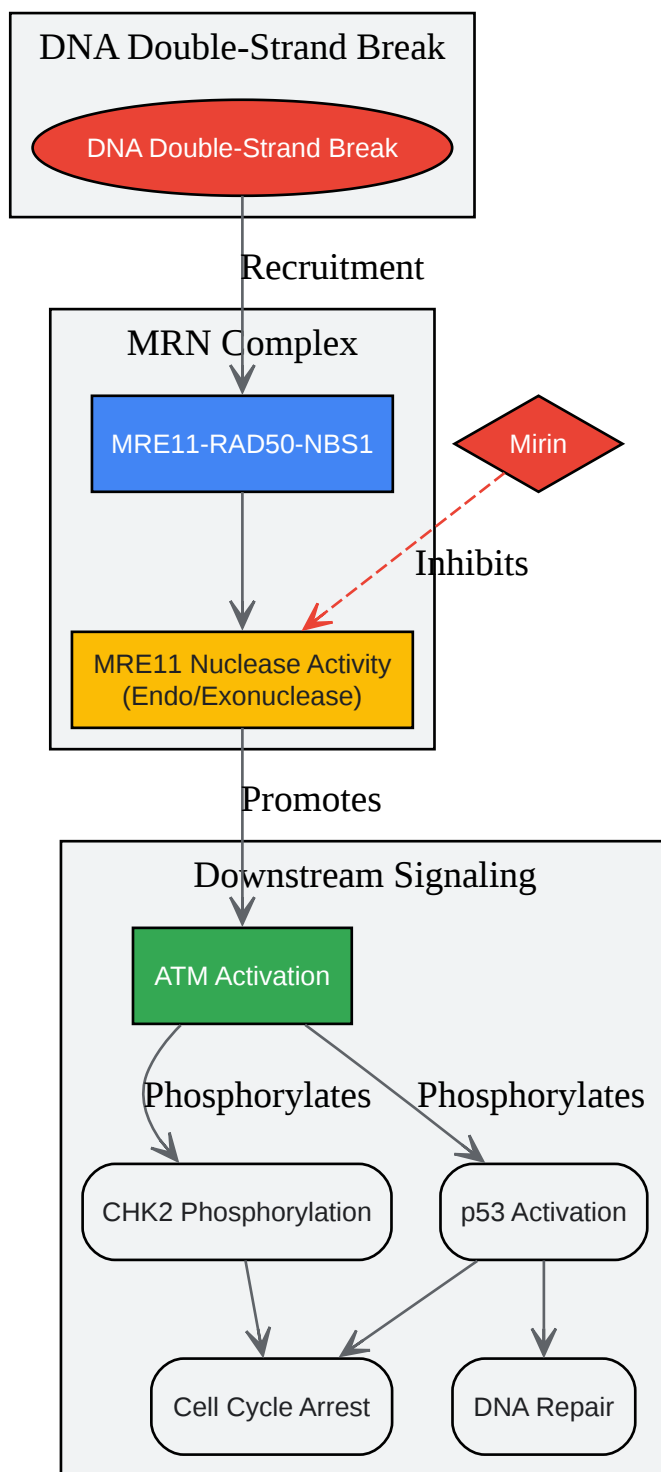 DNA Double-Strand Break
DNA Double-Strand Break
Recruitment
MRN Complex
MRE11-RAD50-NBS1
Mirin
Inhibits
MRE11 Nuclease Activity
(Endo/Exonuclease)
Promotes
Downstream Signaling
ATM Activation
Phosphorylates
Phosphorylates
CHK2 Phosphorylation
p53 Activation
Cell Cycle Arrest
DNA Repair